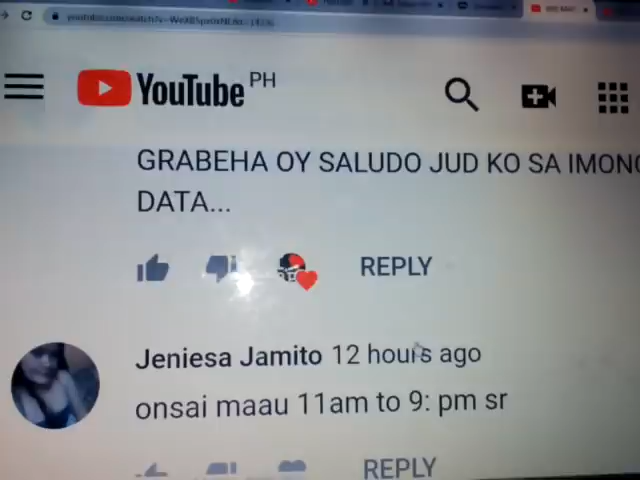 YouTube PH
GRABEHA OY SALUDO JUD KO SA IMONG
DATA...
REPLY
Jeniesa Jamito 12 hours ago
onsai maau 11am to 9: pm sr
REPLY